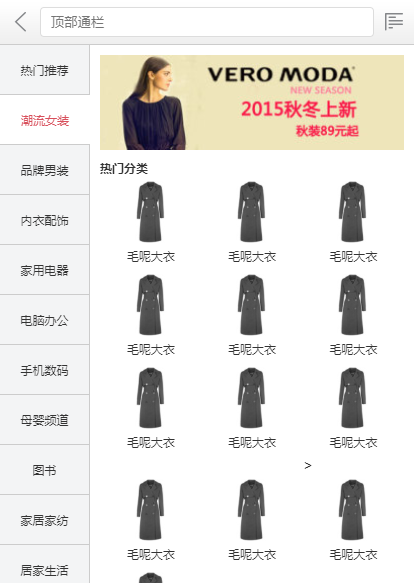 顶部通栏
热门推荐
潮流女装
品牌男装
内衣配饰
家用电器
电脑办公
手机数码
母婴频道
图书
家居家纺
居家生活
VERO MODA
NEW SEASON
2015秋冬上新
秋装89元起
热门分类
毛呢大衣 毛呢大衣 毛呢大衣
毛呢大衣 毛呢大衣 毛呢大衣
毛呢大衣 毛呢大衣 毛呢大衣
>
毛呢大衣 毛呢大衣 毛呢大衣